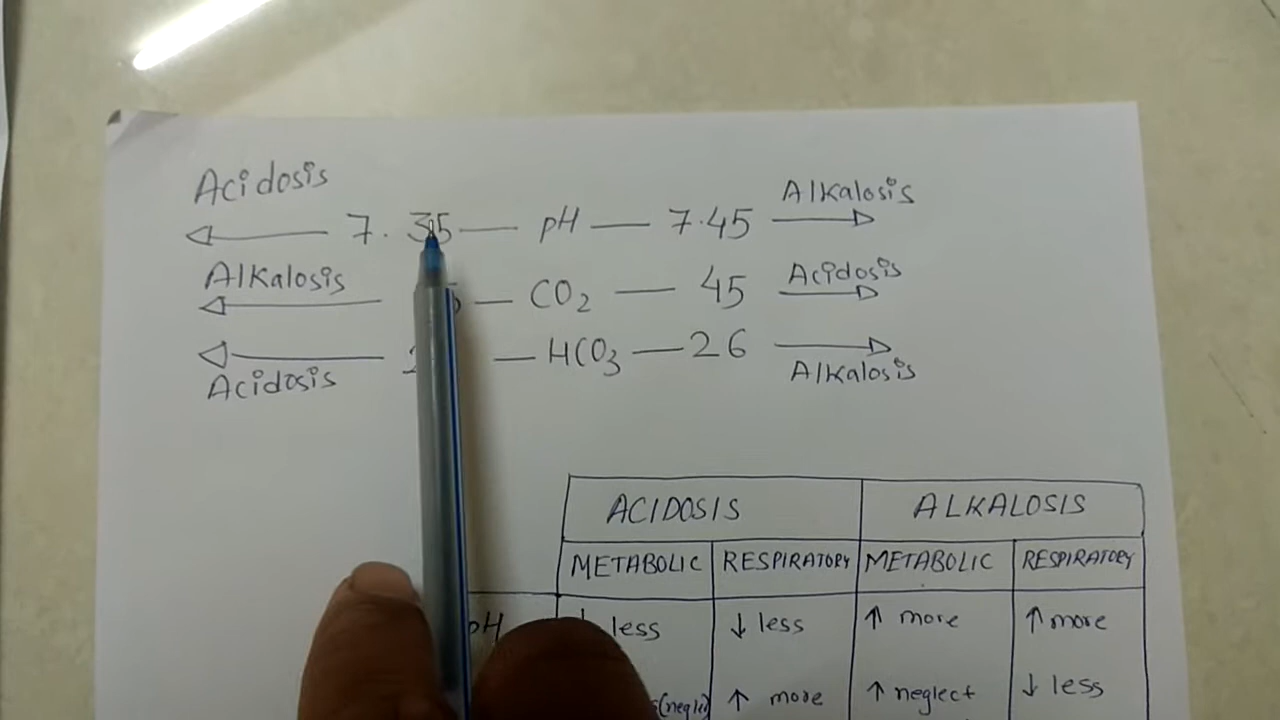 Acidosis Alkalosis
7.35 — pH — 7.45
Alkalosis Acidosis
— CO2 — 45
— HCO3 — 26
Acidosis Alkalosis
ACIDOSIS ALKALOSIS
METABOLIC RESPIRATORY METABOLIC RESPIRATORY
pH less ↓ less ↑ more ↑ more
↑ more ↑ neglect ↓ less